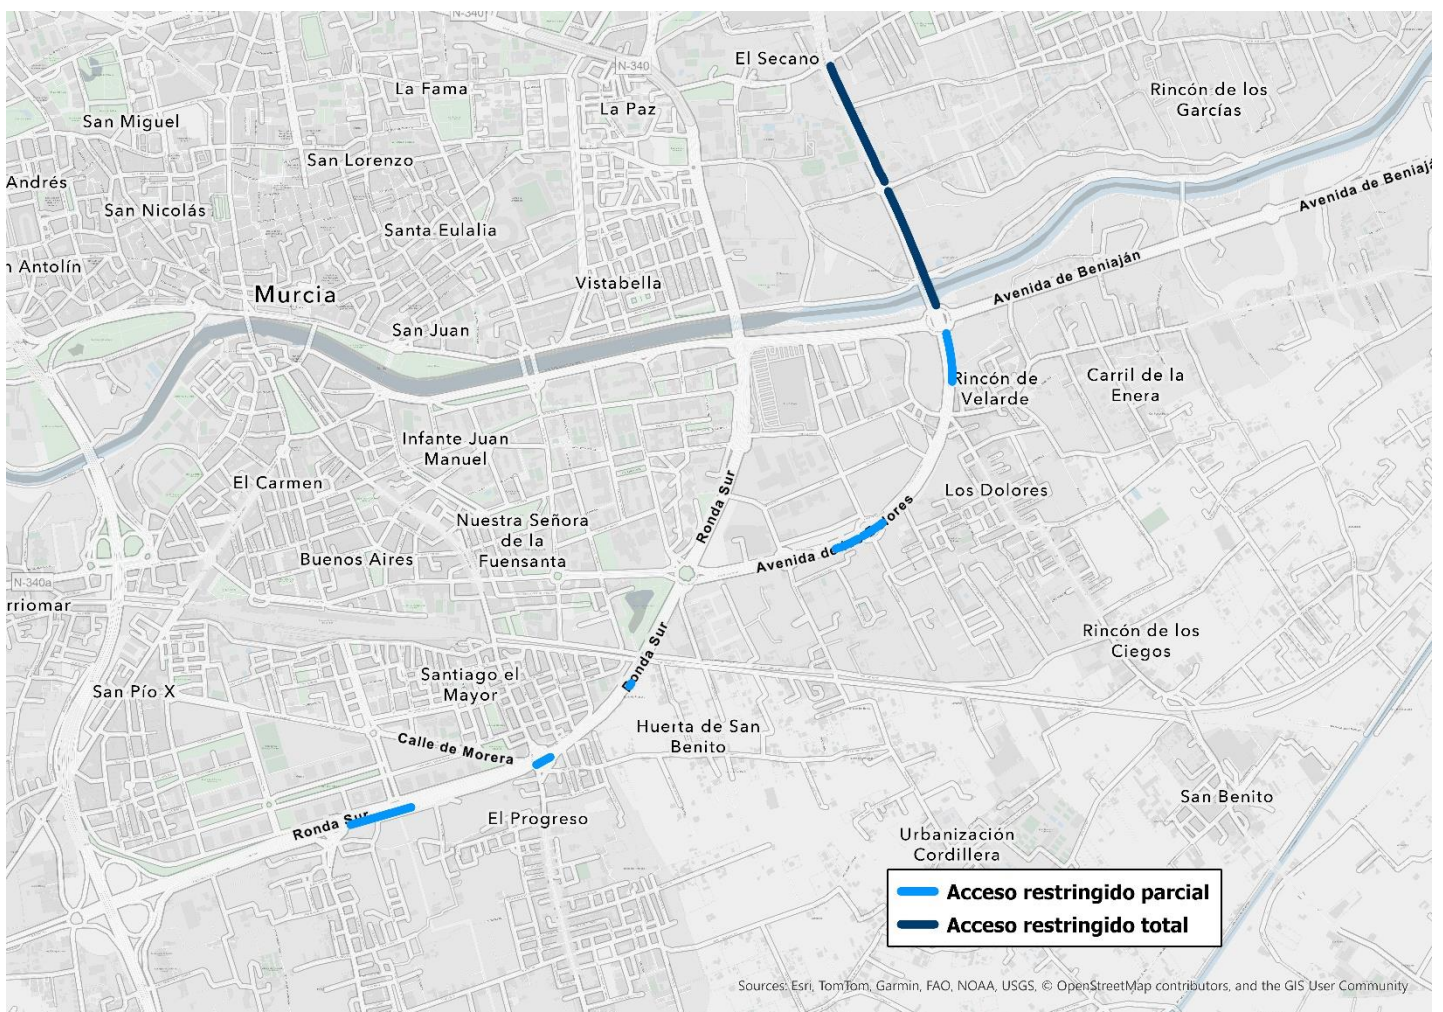 N-340
El Secano
N-340
La Fama
Rincón de los
Garcías
La Paz
San Miguel
San Lorenzo
Avenida de Beniaján
Andrés
San Nicolás
Santa Eulalia
n Antolín
Avenida de Beniaján
Vistabella
Murcia
San Juan
Rincón de
Velarde
Carril de la
Enera
Infante Juan
Manuel
El Carmen
Ronda Sur
Los Dolores
Nuestra Señora
de la
Fuensanta
Buenos Aires
Avenida de los Dolores
N-340a
rriomar
Rincón de los
Ciegos
Ronda Sur
Santiago el
Mayor
San Pío X
Huerta de San
Benito
Calle de Morera
San Benito
Ronda Sur
El Progreso
Urbanización
Cordillera
Acceso restringido parcial
Acceso restringido total
Sources: Esri, TomTom, Garmin, FAO, NOAA, USGS, © OpenStreetMap contributors, and the GIS User Community